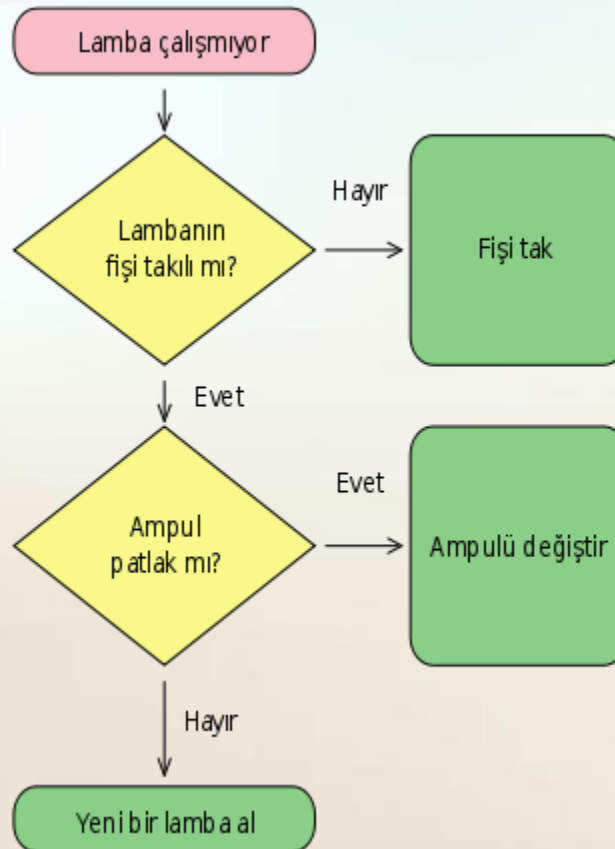 Lamba çalışmıyor
Hayır
Lambanın
fişi takılı mı?
Fişi tak
Evet
Evet
Ampul
patlak mı?
Ampulü değiştir
Hayır
Yeni bir lamba al